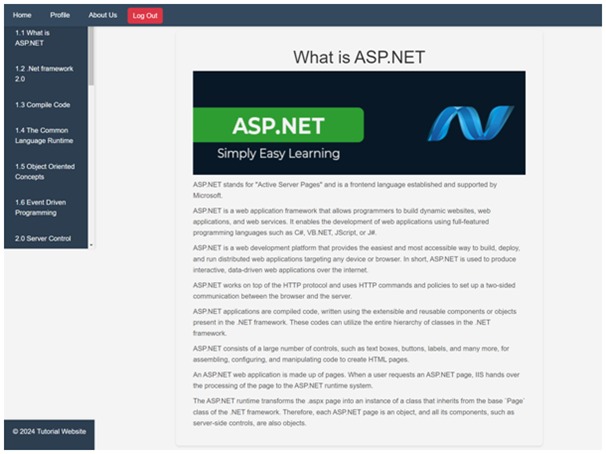 Home Profile About Us Log Out
1.1 What is
ASP.NET
1.2 .Net framework
2.0
1.3 Compile Code
1.4 The Common
Language Runtime
1.5 Object Oriented
Concepts
1.6 Event Driven
Programming
2.0 Server Control
What is ASP.NET
ASP.NET
Simply Easy Learning
ASP.NET stands for "Active Server Pages" and is a frontend language established and supported by
Microsoft.
ASP.NET is a web application framework that allows programmers to build dynamic websites, web
applications, and web services. It enables the development of web applications using full-featured
programming languages such as C#, VB.NET, JScript, or J#.
ASP.NET is a web development platform that provides the easiest and most accessible way to build, deploy,
and run distributed web applications targeting any device or browser. In short, ASP.NET is used to produce
interactive, data-driven web applications over the internet.
ASP.NET works on top of the HTTP protocol and uses HTTP commands and policies to set up a two-sided
communication between the browser and the server.
ASP.NET applications are compiled code, written using the extensible and reusable components or objects
present in the .NET framework. These codes can utilize the entire hierarchy of classes in the .NET
framework.
ASP.NET consists of a large number of controls, such as text boxes, buttons, labels, and many more, for
assembling, configuring, and manipulating code to create HTML pages.
An ASP.NET web application is made up of pages. When a user requests an ASP.NET page, IIS hands over
the processing of the page to the ASP.NET runtime system.
The ASP.NET runtime transforms the .aspx page into an instance of a class that inherits from the base `Page`
class of the .NET framework. Therefore, each ASP.NET page is an object, and all its components, such as
server-side controls, are also objects.
© 2024 Tutorial Website